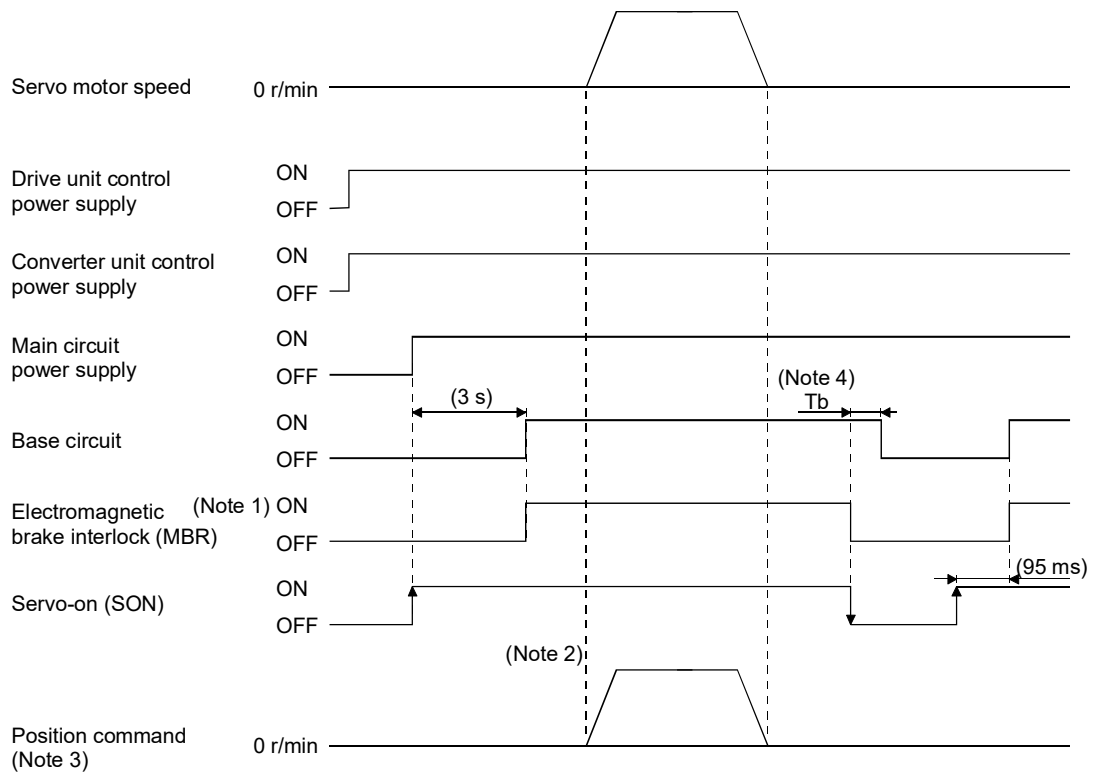 Servo motor speed 0 r/min
Drive unit control
power supply
ON
OFF
Converter unit control
power supply
ON
OFF
Main circuit
power supply
ON
OFF
(3 s)
(Note 4)
Tb
Base circuit
ON
OFF
Electromagnetic
brake interlock (MBR)
(Note 1) ON
OFF
(95 ms)
Servo-on (SON)
ON
OFF
(Note 2)
Position command
(Note 3)
0 r/min